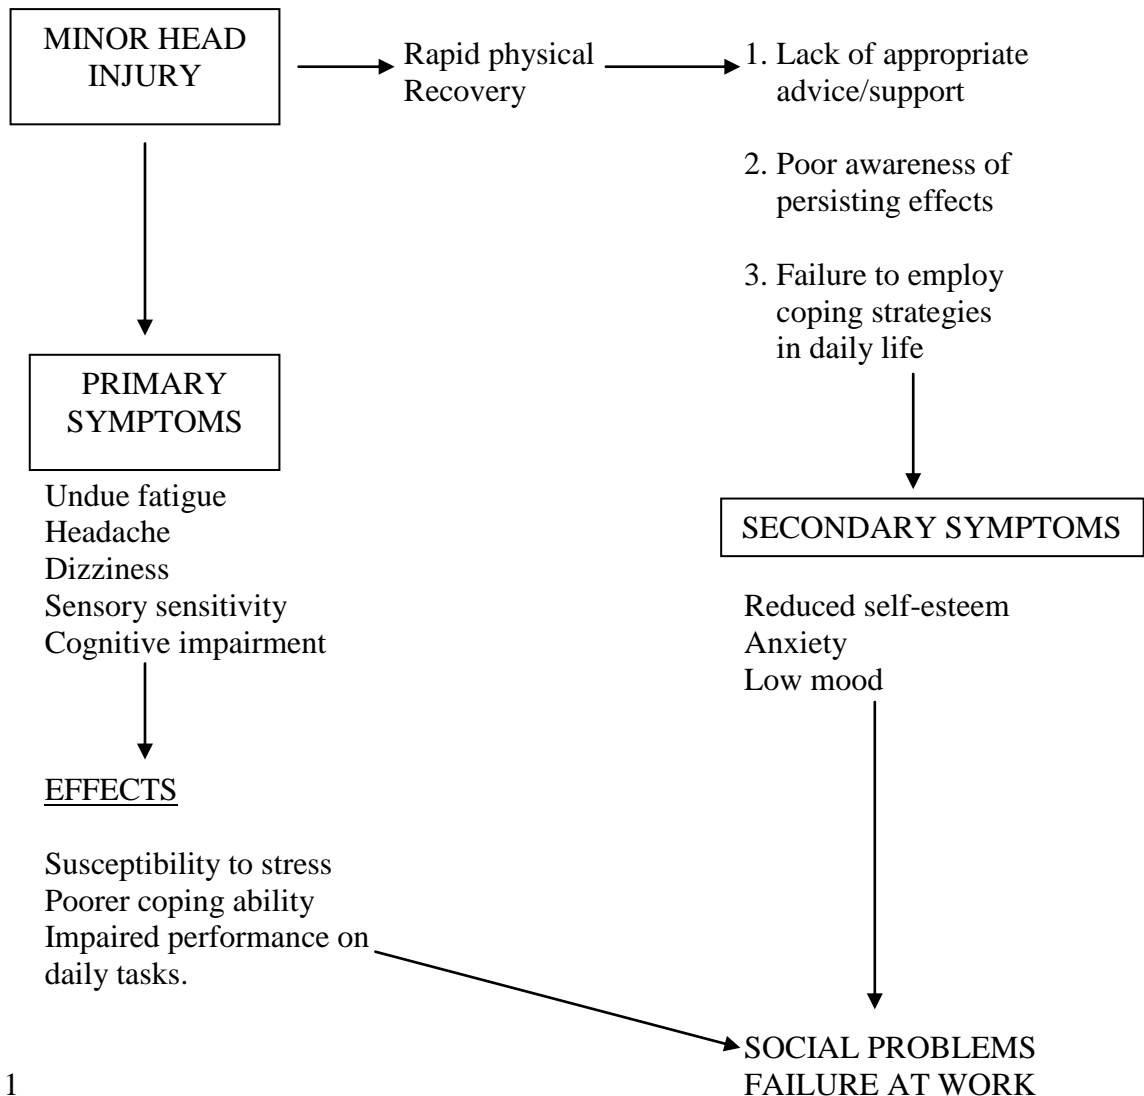 MINOR HEAD
INJURY
Rapid physical
Recovery
1. Lack of appropriate
advice/support
2. Poor awareness of
persisting effects
3. Failure to employ
coping strategies
in daily life
PRIMARY
SYMPTOMS
Undue fatigue
Headache
Dizziness
Sensory sensitivity
Cognitive impairment
SECONDARY SYMPTOMS
Reduced self-esteem
Anxiety
Low mood
EFFECTS
Susceptibility to stress
Poorer coping ability
Impaired performance on
daily tasks.
SOCIAL PROBLEMS
FAILURE AT WORK
1